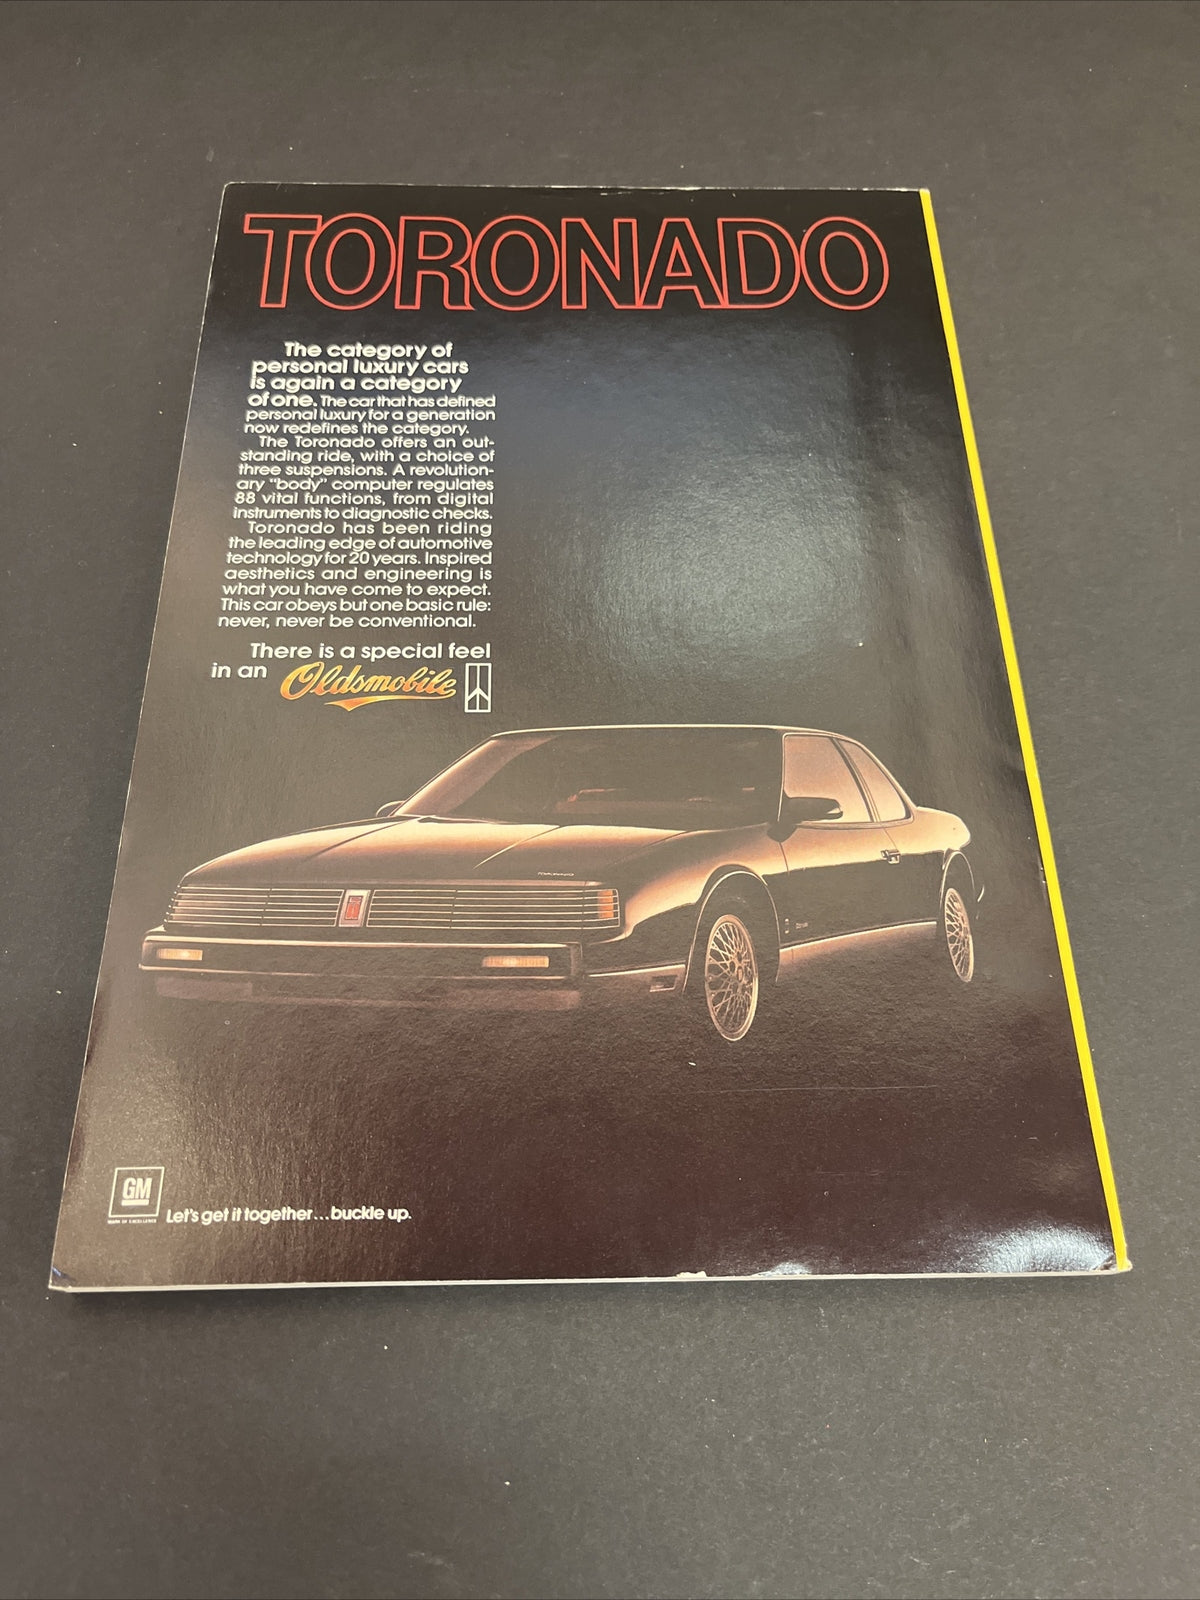 TORONADO
The category of
personal luxury cars
is again a category
of one. The car that has defined
personal luxury for a generation
now redefines the category.
The Toronado offers an out-
standing ride, with a choice of
three suspensions. A revolution-
ary "body" computer regulates
88 vital functions, from digital
instruments to diagnostic checks.
Toronado has been riding
the leading edge of automotive
technology for 20 years. Inspired
aesthetics and engineering is
what you have come to expect.
This car obeys but one basic rule:
never, never be conventional.
There is a special feel
in an Oldsmobile
TORONADO
GM
MARK OF EXCELLENCE
Let's get it together...buckle up.